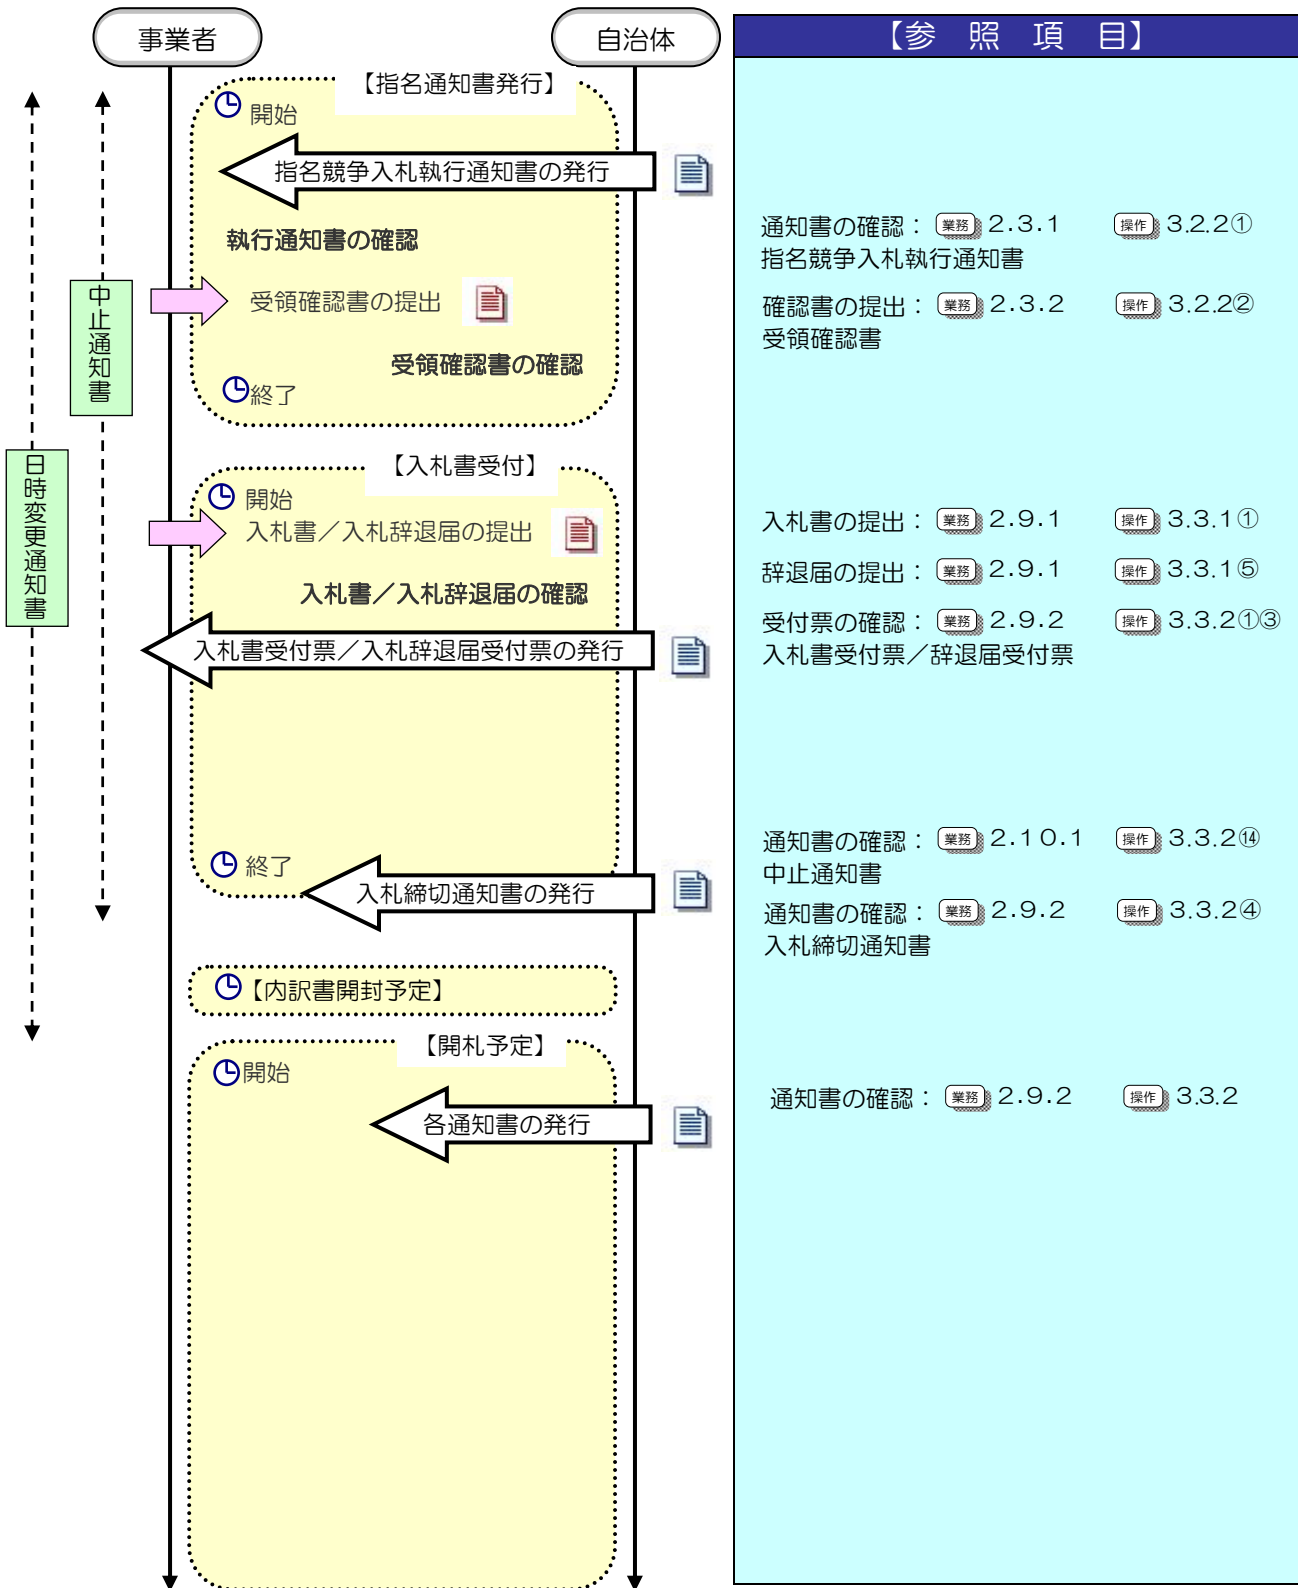 事業者
自治体
【参　照　項　目】
【指名通知書発行】
開始
指名競争入札執行通知書の発行
執行通知書の確認
受領確認書の提出
受領確認書の確認
終了
中止通知書
日時変更通知書
【入札書受付】
開始
入札書／入札辞退届の提出
入札書／入札辞退届の確認
入札書受付票／入札辞退届受付票の発行
終了
入札締切通知書の発行
【内訳書開封予定】
【開札予定】
開始
各通知書の発行
通知書の確認：業務 2.3.1　操作 3.2.2①
指名競争入札執行通知書
確認書の提出：業務 2.3.2　操作 3.2.2②
受領確認書
入札書の提出：業務 2.9.1　操作 3.3.1①
辞退届の提出：業務 2.9.1　操作 3.3.1⑤
受付票の確認：業務 2.9.2　操作 3.3.2①③
入札書受付票／辞退届受付票
通知書の確認：業務 2.10.1　操作 3.3.2⑭
中止通知書
通知書の確認：業務 2.9.2　操作 3.3.2④
入札締切通知書
通知書の確認：業務 2.9.2　操作 3.3.2